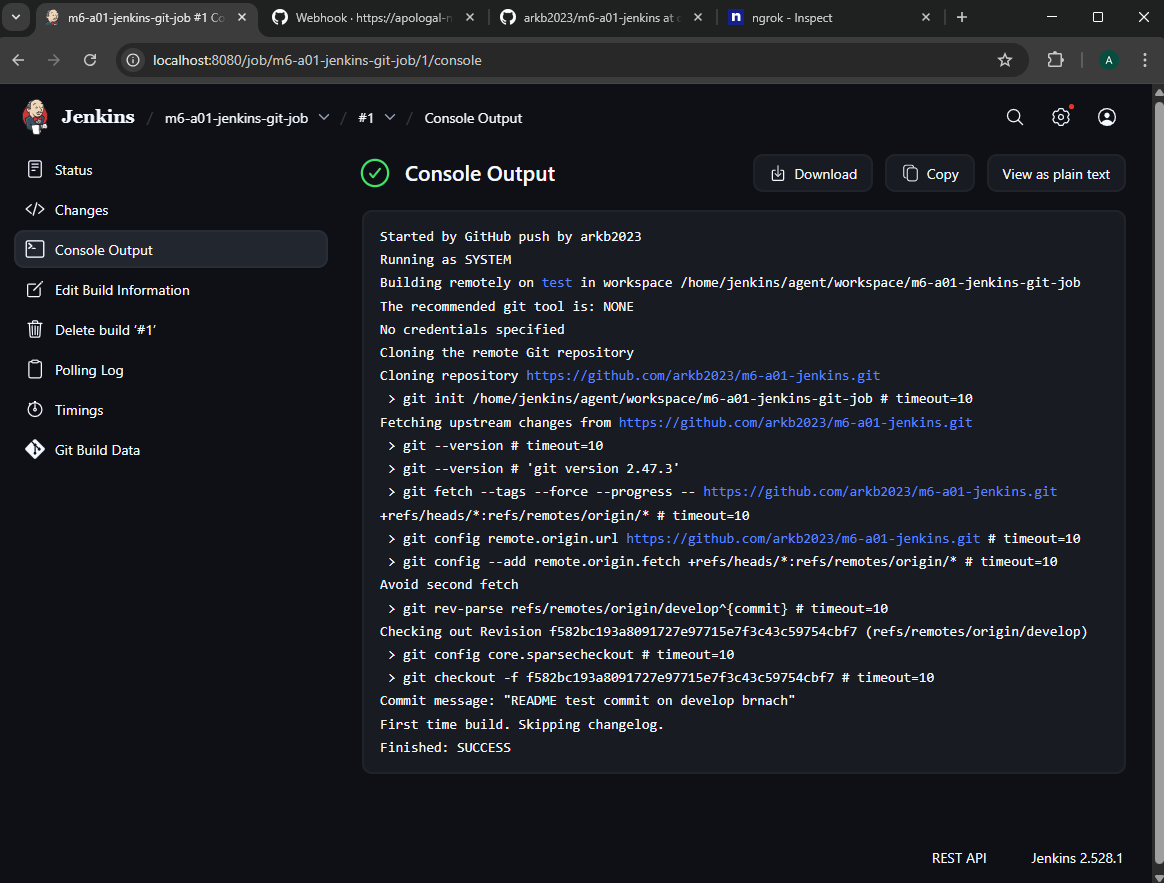 m6-a01-jenkins-git-job #1 Co
Webhook · https://apologal-n
arkb2023/m6-a01-jenkins at d
n
ngrok - Inspect
localhost:8080/job/m6-a01-jenkins-git-job/1/console
A
Jenkins / m6-a01-jenkins-git-job / #1 / Console Output
Status
Changes
Console Output
Edit Build Information
Delete build ‘#1’
Polling Log
Timings
Git Build Data
Console Output
Download
Copy
View as plain text
Started by GitHub push by arkb2023
Running as SYSTEM
Building remotely on test in workspace /home/jenkins/agent/workspace/m6-a01-jenkins-git-job
The recommended git tool is: NONE
No credentials specified
Cloning the remote Git repository
Cloning repository https://github.com/arkb2023/m6-a01-jenkins.git
> git init /home/jenkins/agent/workspace/m6-a01-jenkins-git-job # timeout=10
Fetching upstream changes from https://github.com/arkb2023/m6-a01-jenkins.git
> git --version # timeout=10
> git --version # 'git version 2.47.3'
> git fetch --tags --force --progress -- https://github.com/arkb2023/m6-a01-jenkins.git
+refs/heads/*:refs/remotes/origin/* # timeout=10
> git config remote.origin.url https://github.com/arkb2023/m6-a01-jenkins.git # timeout=10
> git config --add remote.origin.fetch +refs/heads/*:refs/remotes/origin/* # timeout=10
Avoid second fetch
> git rev-parse refs/remotes/origin/develop^{commit} # timeout=10
Checking out Revision f582bc193a8091727e97715e7f3c43c59754cbf7 (refs/remotes/origin/develop)
> git config core.sparsecheckout # timeout=10
> git checkout -f f582bc193a8091727e97715e7f3c43c59754cbf7 # timeout=10
Commit message: "README test commit on develop brnach"
First time build. Skipping changelog.
Finished: SUCCESS
REST API
Jenkins 2.528.1